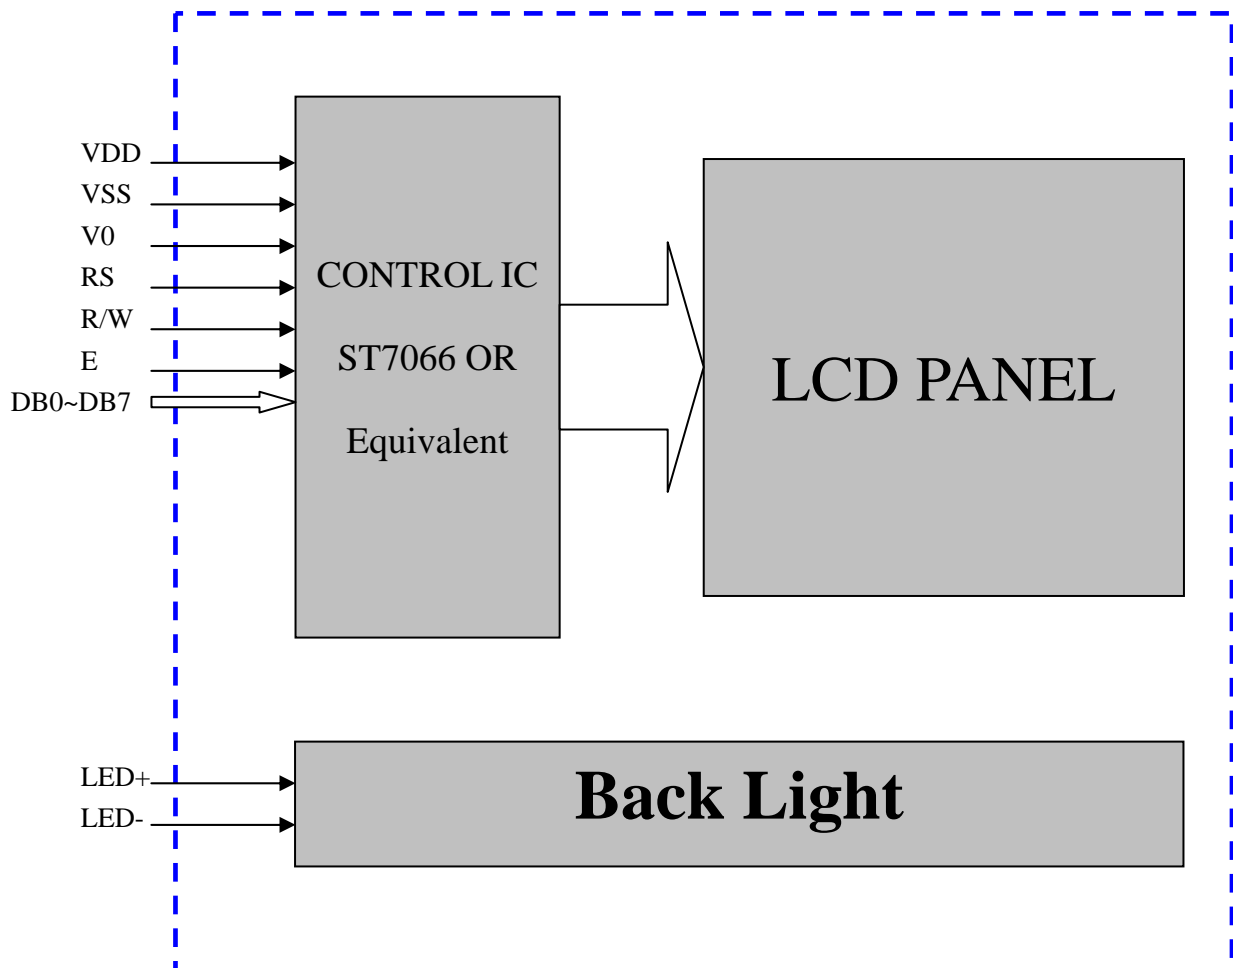 VDD
VSS
V0
RS
R/W
E
DB0~DB7
CONTROL IC
ST7066 OR
Equivalent
LCD PANEL
LED+
LED-
Back Light